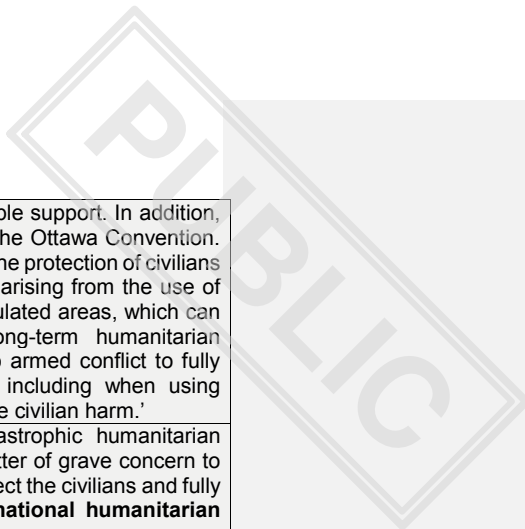 ble support. In addition,
he Ottawa Convention.
he protection of civilians
arising from the use of
ulated areas, which can
ong-term humanitarian
armed conflict to fully
including when using
e civilian harm.’
astrophic humanitarian
tter of grave concern to
ect the civilians and fully
national humanitarian
PUBLIC